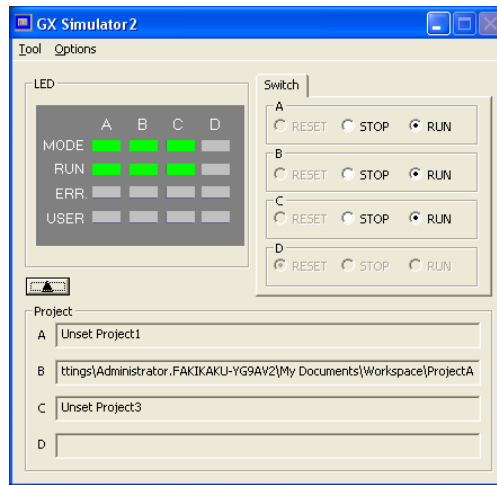 GX Simulator2
Tool Options
LED
A B C D
MODE
RUN
ERR.
USER
Switch
A
RESET STOP RUN
B
RESET STOP RUN
C
RESET STOP RUN
D
RESET STOP RUN
Project
A Unset Project1
B ttings\Administrator.FAKIKAKU-YG9AV2\My Documents\Workspace\ProjectA
C Unset Project3
D